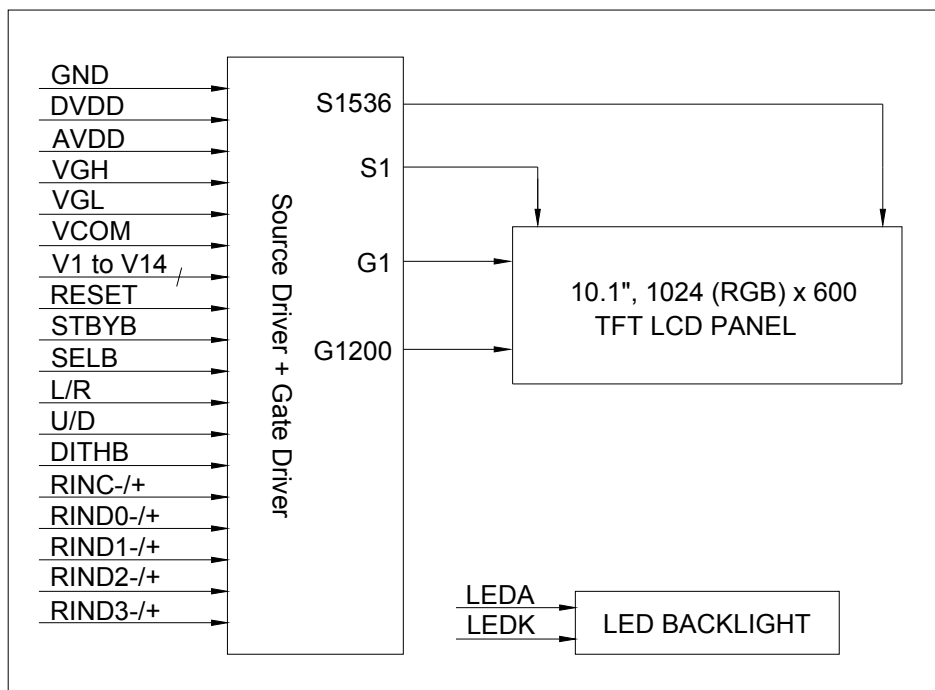 GND
DVDD
AVDD
VGH
VGL
VCOM
V1 to V14
RESET
STBYB
SELB
L/R
U/D
DITHB
RINC-/+
RIND0-/+
RIND1-/+
RIND2-/+
RIND3-/+
Source Driver + Gate Driver
S1536
S1
G1
G1200
10.1", 1024 (RGB) x 600
TFT LCD PANEL
LEDA
LEDK
LED BACKLIGHT